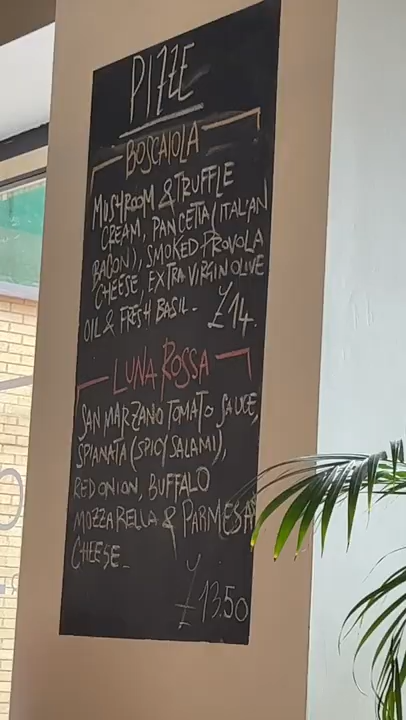 PIZZE
BOSCAIOLA
MUSHROOM & TRUFFLE
CREAM, PANCETTA (ITALIAN
BACON), SMOKED PROVOLA
CHEESE, EXTRA VIRGIN OLIVE
OIL & FRESH BASIL- £14.
LUNA ROSSA
SAN MARZANO TOMATO SAUCE,
SPIANATA (SPICY SALAMI),
RED ONION, BUFFALO
MOZZARELLA & PARMESAN
CHEESE-
£13.50